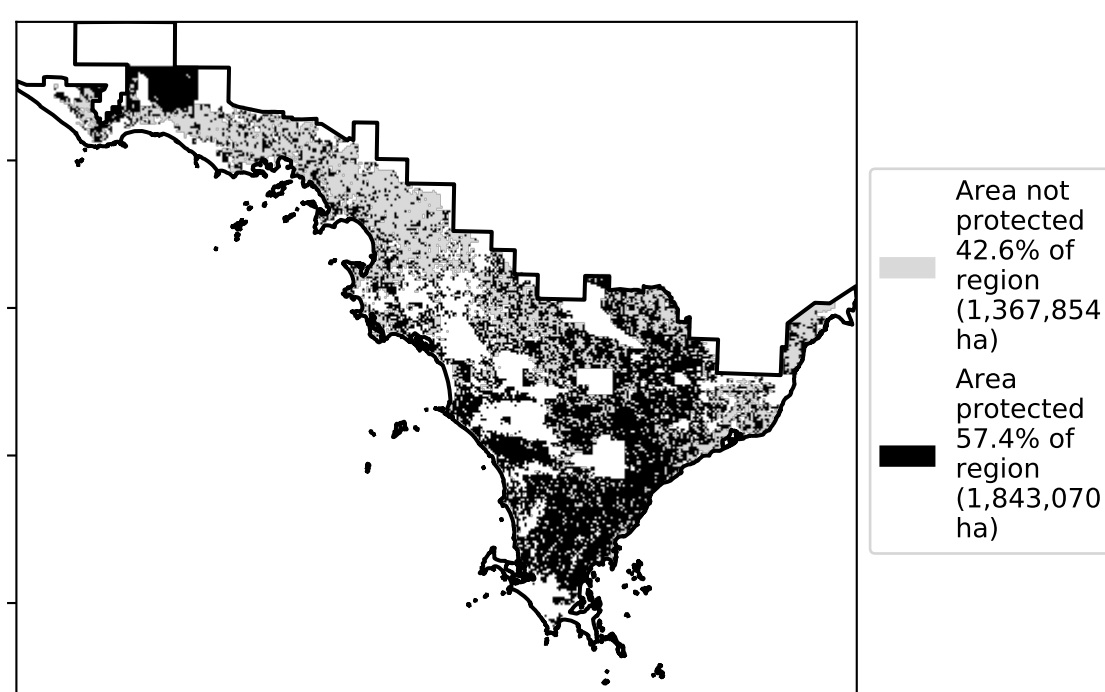 Area not
protected
42.6% of
region
(1,367,854
ha)
Area
protected
57.4% of
region
(1,843,070
ha)